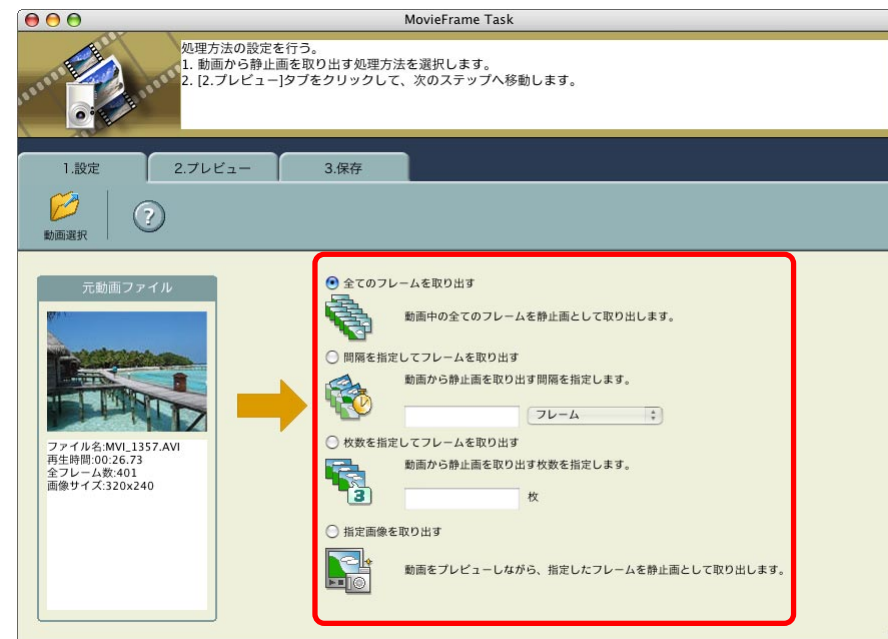 MovieFrame Task
処理方法の設定を行う。
1. 動画から静止画を取り出す処理方法を選択します。
2. [2.プレビュー]タブをクリックして、次のステップへ移動します。
1.設定
2.プレビュー
3.保存
動画選択
?
元動画ファイル
ファイル名:MVI_1357.AVI
再生時間:00:26.73
全フレーム数:401
画像サイズ:320x240
全てのフレームを取り出す
動画中の全てのフレームを静止画として取り出します。
間隔を指定してフレームを取り出す
動画から静止画を取り出す間隔を指定します。
フレーム
枚数を指定してフレームを取り出す
動画から静止画を取り出す枚数を指定します。
3
枚
指定画像を取り出す
動画をプレビューしながら、指定したフレームを静止画として取り出します。